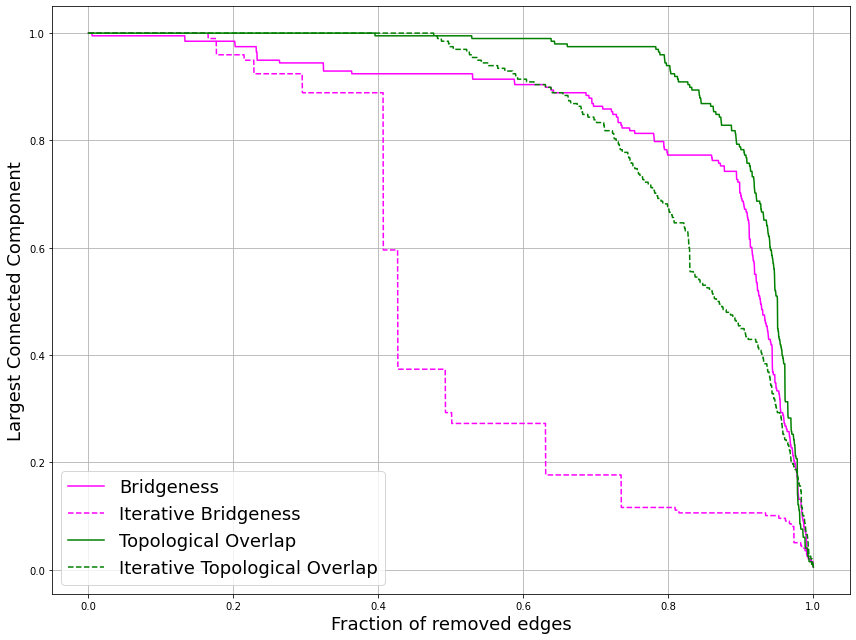 1.0
0.8
0.6
0.4
0.2
0.0
Largest Connected Component
Bridgeness
Iterative Bridgeness
Topological Overlap
Iterative Topological Overlap
0.0 0.2 0.4 0.6 0.8 1.0
Fraction of removed edges